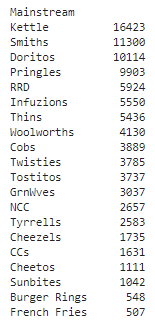 Mainstream
Kettle 16423
Smiths 11300
Doritos 10114
Pringles 9903
RRD 5924
Infuzions 5550
Thins 5436
Woolworths 4130
Cobs 3889
Twisties 3785
Tostitos 3737
GrnWves 3037
NCC 2657
Tyrrells 2583
Cheezels 1735
CCs 1631
Cheetos 1111
Sunbites 1042
Burger Rings 548
French Fries 507